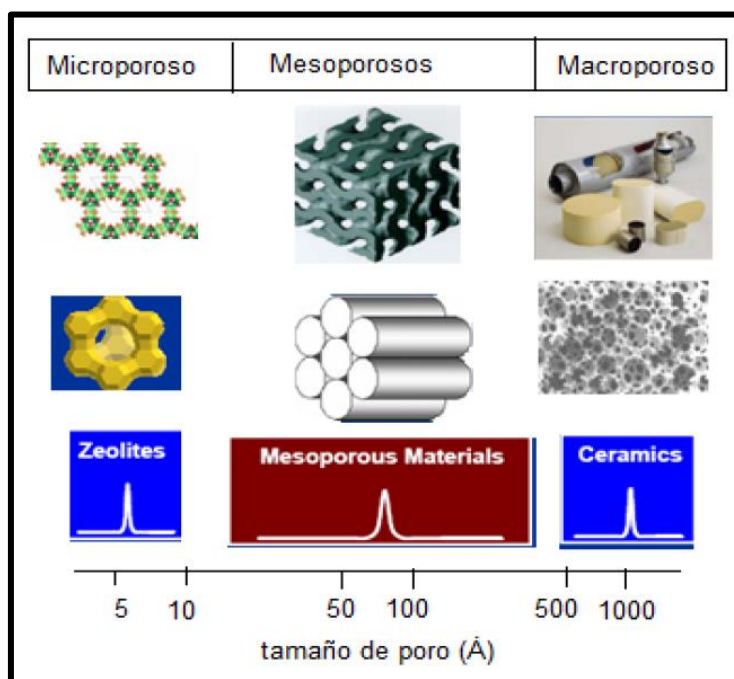 Microporoso Mesoporosos Macroporoso
Zeolites Mesoporous Materials Ceramics
5 10 50 100 500 1000
tamaño de poro (Å)